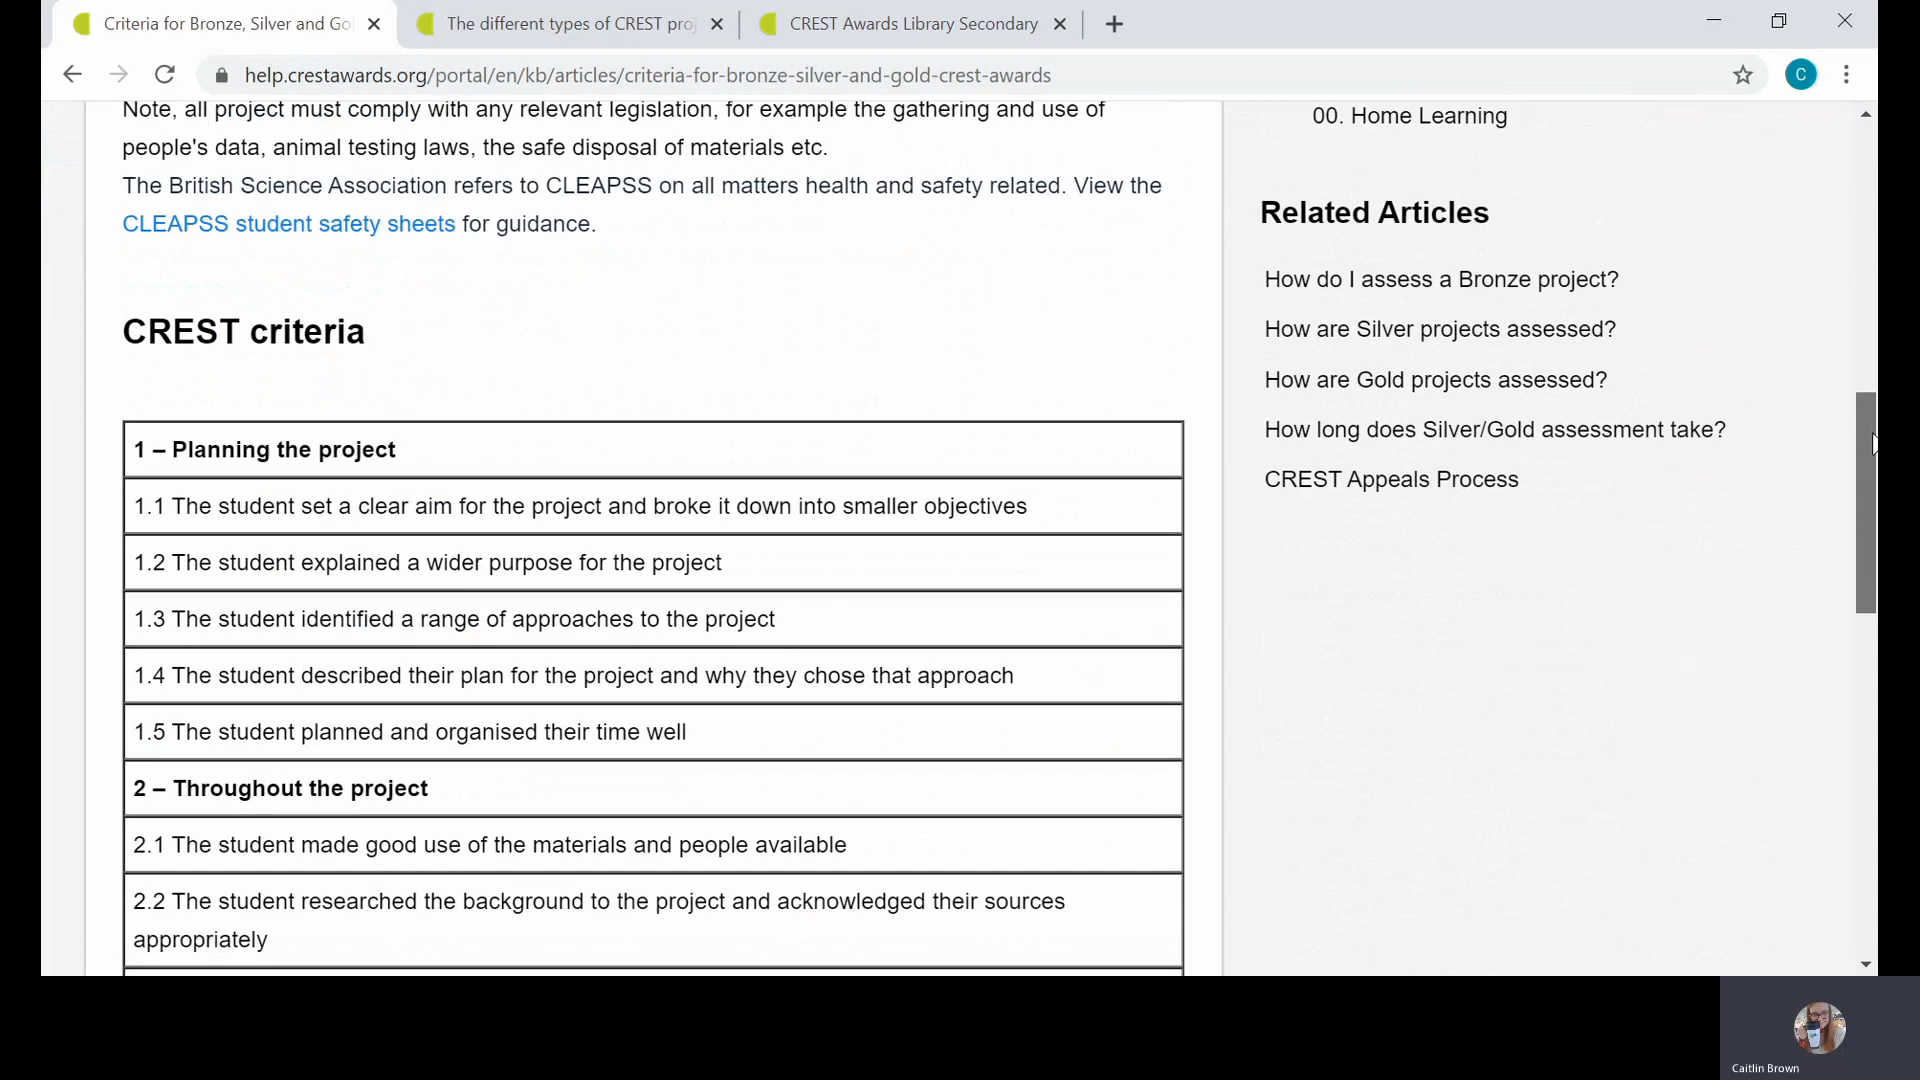 Criteria for Bronze, Silver and Gol
The different types of CREST proj
CREST Awards Library Secondary
help.crestawards.org/portal/en/kb/articles/criteria-for-bronze-silver-and-gold-crest-awards
C
Note, all project must comply with any relevant legislation, for example the gathering and use of
people's data, animal testing laws, the safe disposal of materials etc.
The British Science Association refers to CLEAPSS on all matters health and safety related. View the
CLEAPSS student safety sheets for guidance.
CREST criteria
1 – Planning the project
1.1 The student set a clear aim for the project and broke it down into smaller objectives
1.2 The student explained a wider purpose for the project
1.3 The student identified a range of approaches to the project
1.4 The student described their plan for the project and why they chose that approach
1.5 The student planned and organised their time well
2 – Throughout the project
2.1 The student made good use of the materials and people available
2.2 The student researched the background to the project and acknowledged their sources
appropriately
00. Home Learning
Related Articles
How do I assess a Bronze project?
How are Silver projects assessed?
How are Gold projects assessed?
How long does Silver/Gold assessment take?
CREST Appeals Process
Caitlin Brown